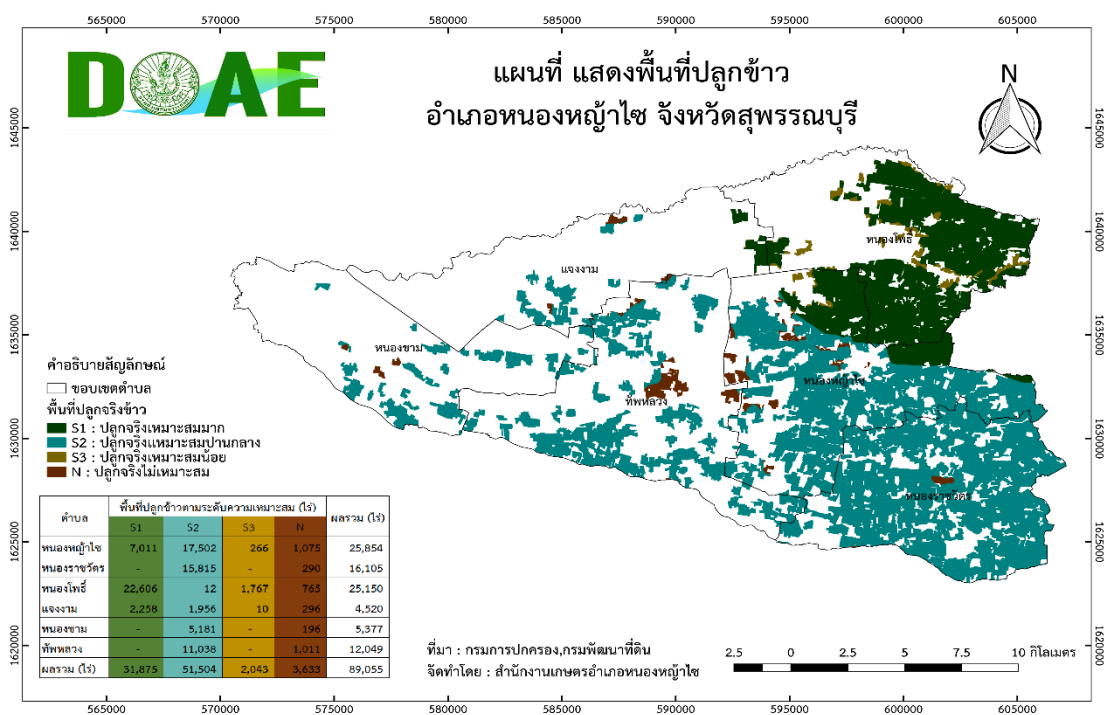 565000 570000 575000 580000 585000 590000 595000 600000 605000
DOAE
แผนที่ แสดงพื้นที่ปลูกข้าว
อำเภอหนองหญ้าไซ จังหวัดสุพรรณบุรี
N
1645000 1645000
1640000 1640000
1635000 1635000
1630000 1630000
1625000 1625000
1620000 1620000
หนองโพธิ์
แจงงาม
หนองขาม
หนองหญ้าไซ
ทัพหลวง
หนองราชวัตร
คำอธิบายสัญลักษณ์
ขอบเขตตำบล
พื้นที่ปลูกจริงข้าว
S1 : ปลูกจริงเหมาะสมมาก
S2 : ปลูกจริงแหมาะสมปานกลาง
S3 : ปลูกจริงเหมาะสมน้อย
N : ปลูกจริงไม่เหมาะสม
ตำบล พื้นที่ปลูกข้าวตามระดับความเหมาะสม (ไร่) ผลรวม (ไร่)
S1 S2 S3 N
หนองหญ้าไซ 7,011 17,502 266 1,075 25,854
หนองราชวัตร - 15,815 - 290 16,105
หนองโพธิ์ 22,606 12 1,767 765 25,150
แจงงาม 2,258 1,956 10 296 4,520
หนองขาม - 5,181 - 196 5,377
ทัพหลวง - 11,038 - 1,011 12,049
ผลรวม (ไร่) 31,875 51,504 2,043 3,633 89,055
ที่มา : กรมการปกครอง,กรมพัฒนาที่ดิน
จัดทำโดย : สำนักงานเกษตรอำเภอหนองหญ้าไซ
2.5 0 2.5 5 7.5 10 กิโลเมตร
565000 570000 575000 580000 585000 590000 595000 600000 605000